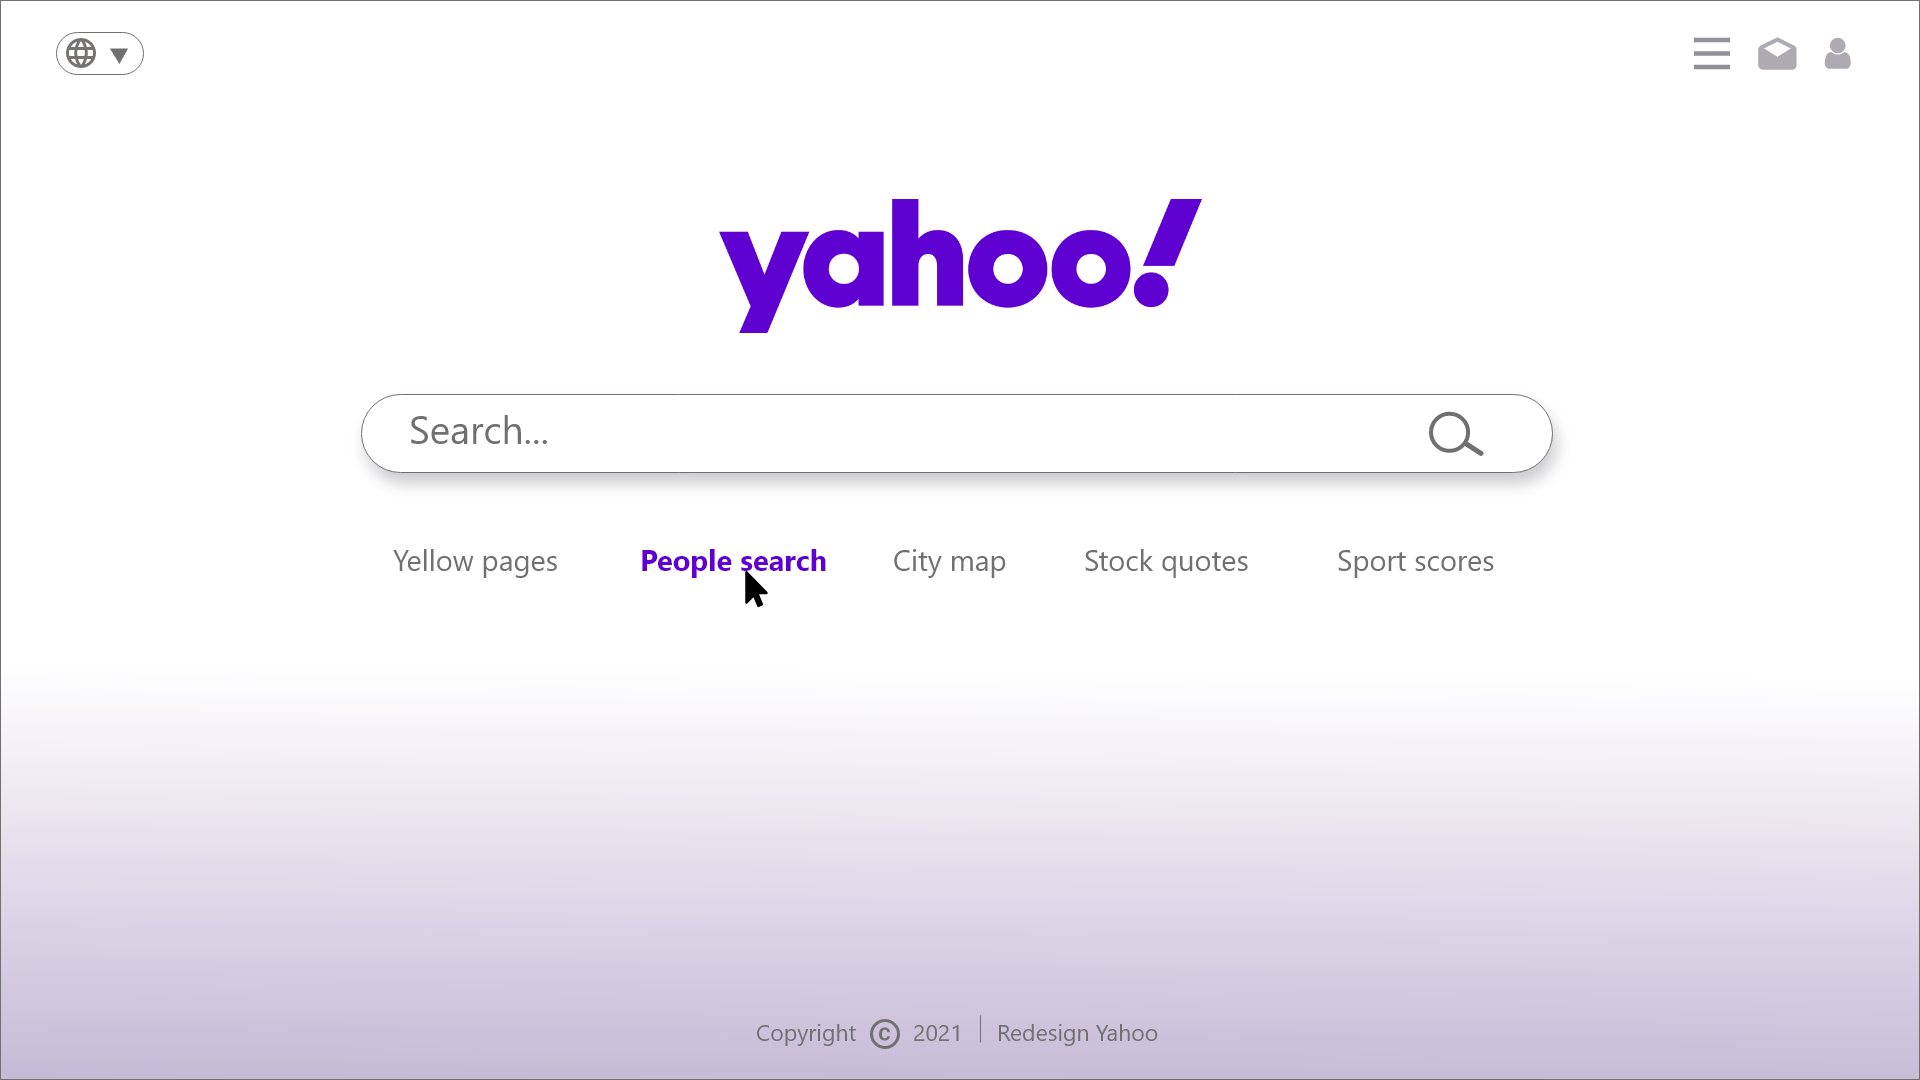 yahoo!
Search...
Yellow pages People search City map Stock quotes Sport scores
Copyright © 2021 | Redesign Yahoo